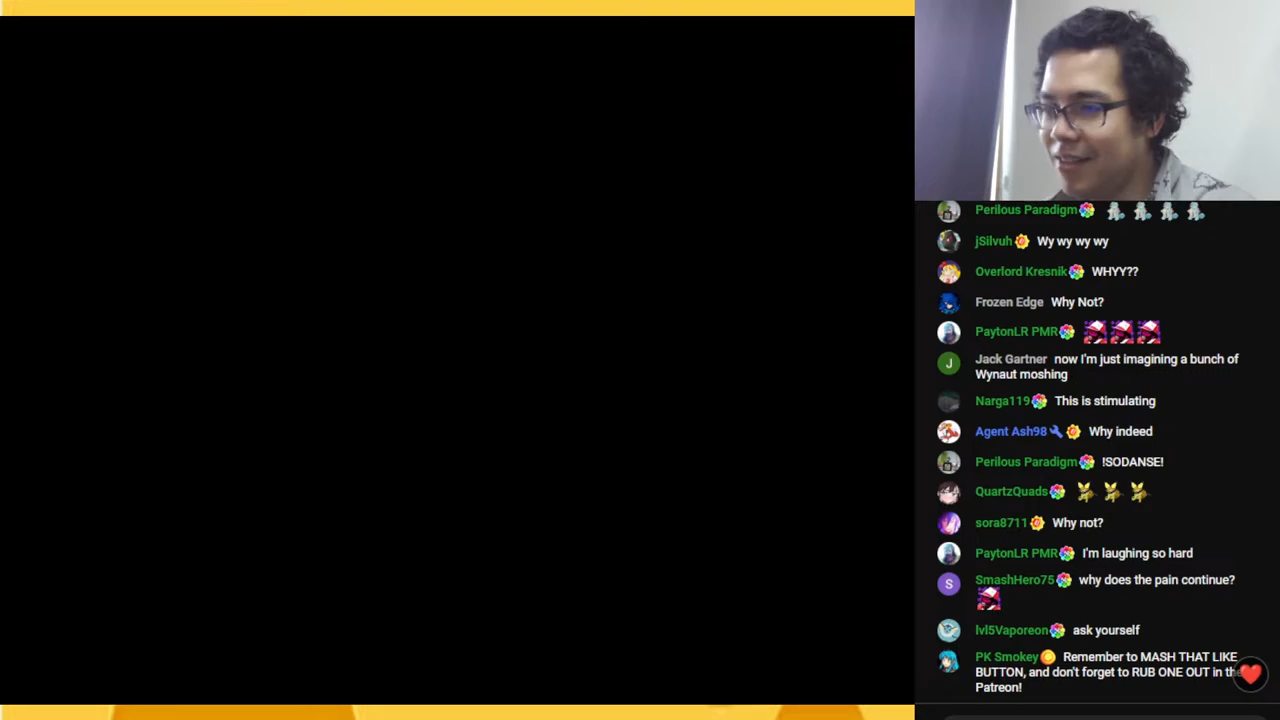 Perilous Paradigm
jSilvuh Wy wy wy wy
Overlord Kresnik WHYY??
Frozen Edge Why Not?
PaytonLR PMR
J Jack Gartner now I'm just imagining a bunch of
Wynaut moshing
Narga119 This is stimulating
Agent Ash98 Why indeed
Perilous Paradigm !SODANSE!
QuartzQuads
sora8711 Why not?
PaytonLR PMR I'm laughing so hard
S SmashHero75 why does the pain continue?
lvl5Vaporeon ask yourself
PK Smokey Remember to MASH THAT LIKE
BUTTON, and don't forget to RUB ONE OUT in the
Patreon!